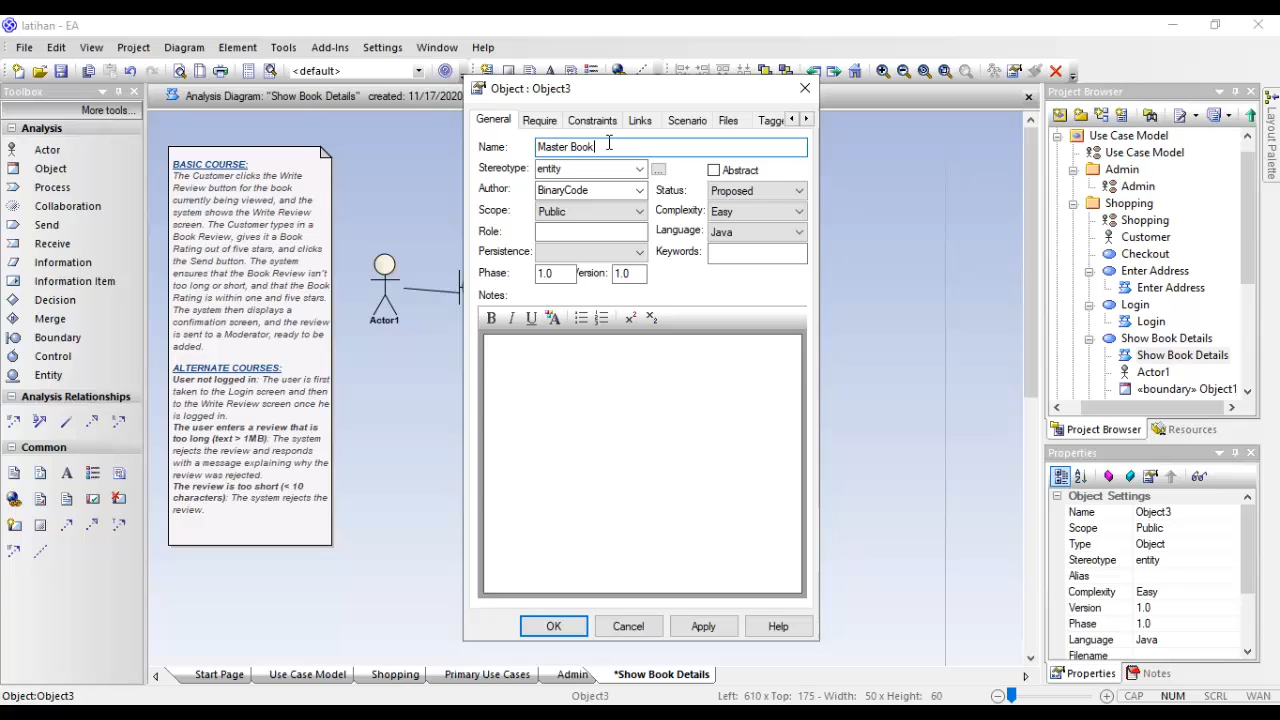 latihan - EA
File Edit View Project Diagram Element Tools Add-Ins Settings Window Help
<default>
Toolbox
More tools...
Analysis
Actor
Object
Process
Collaboration
Send
Receive
Information
Information Item
Decision
Merge
Boundary
Control
Entity
Analysis Relationships
Common
Analysis Diagram: "Show Book Details" created: 11/17/2020
BASIC COURSE:
The Customer clicks the Write
Review button for the book
currently being viewed, and the
system shows the Write Review
screen. The Customer types in a
Book Review, gives it a Book
Rating out of five stars, and clicks
the Send button. The system
ensures that the Book Review isn't
too long or short, and that the Book
Rating is within one and five stars.
The system then displays a
confimation screen, and the review
is sent to a Moderator, ready to be
added.
ALTERNATE COURSES:
User not logged in: The user is first
taken to the Login screen and then
to the Write Review screen once he
is logged in.
The user enters a review that is
too long (text > 1MB): The system
rejects the review and responds
with a message explaining why the
review was rejected.
The review is too short (< 10
characters): The system rejects the
review.
Actor1
Object : Object3
General Require Constraints Links Scenario Files Tagge
Name: Master Book
Stereotype: entity ... Abstract
Author: BinaryCode Status: Proposed
Scope: Public Complexity: Easy
Role: Language: Java
Persistence: Keywords:
Phase: 1.0 Version: 1.0
Notes:
B I U A
OK Cancel Apply Help
Project Browser
Use Case Model
Use Case Model
Admin
Admin
Shopping
Shopping
Customer
Checkout
Enter Address
Enter Address
Login
Login
Show Book Details
Show Book Details
Actor1
«boundary» Object1
Project Browser Resources
Layout Palette
Properties
Object Settings
Name Object3
Scope Public
Type Object
Stereotype entity
Alias
Complexity Easy
Version 1.0
Phase 1.0
Language Java
Filename
Properties Notes
Start Page Use Case Model *Shopping Primary Use Cases Admin *Show Book Details
Object:Object3 Object3 Left: 610 x Top: 175 - Width: 50 x Height: 60 CAP NUM SCRL WAN